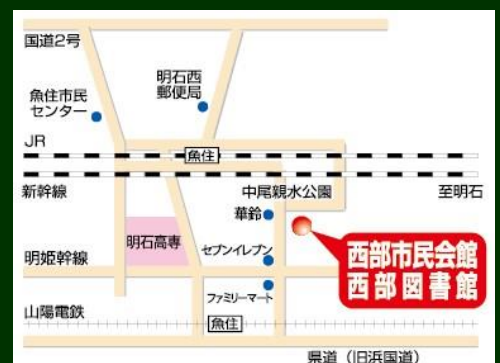 国道2号
明石西
郵便局
魚住市民
センター
JR
魚住
新幹線
中尾親水公園
至明石
華鈴
明石高専
セブンイレブン
西部市民会館
西部図書館
明姫幹線
ファミリーマート
山陽電鉄
魚住
県道（旧浜国道）